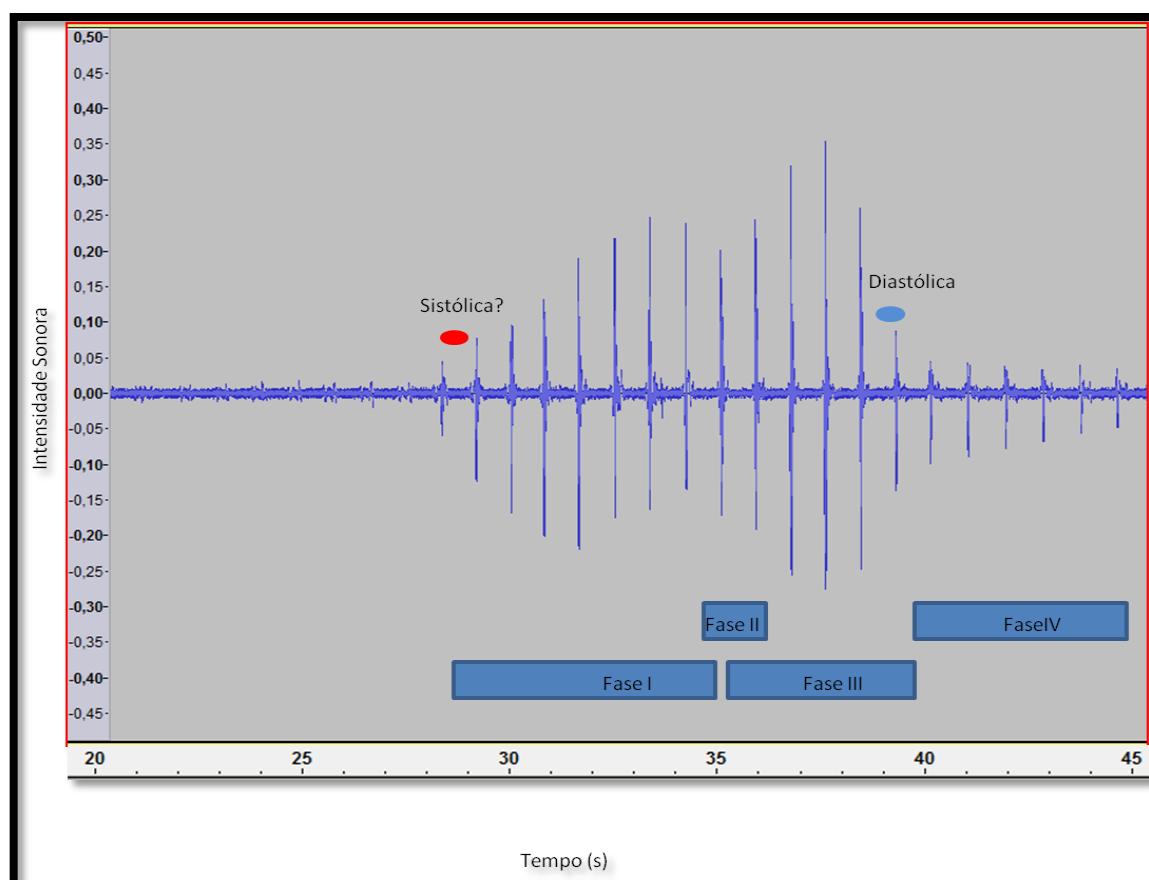 0,50
0,45
0,40
0,35
0,30
0,25
0,20
0,15
0,10
0,05
0,00
-0,05
-0,10
-0,15
-0,20
-0,25
-0,30
-0,35
-0,40
-0,45
Intensidade Sonora
Sistólica?
Diastólica
Fase II
FaseIV
Fase I
Fase III
20 25 30 35 40 45
Tempo (s)